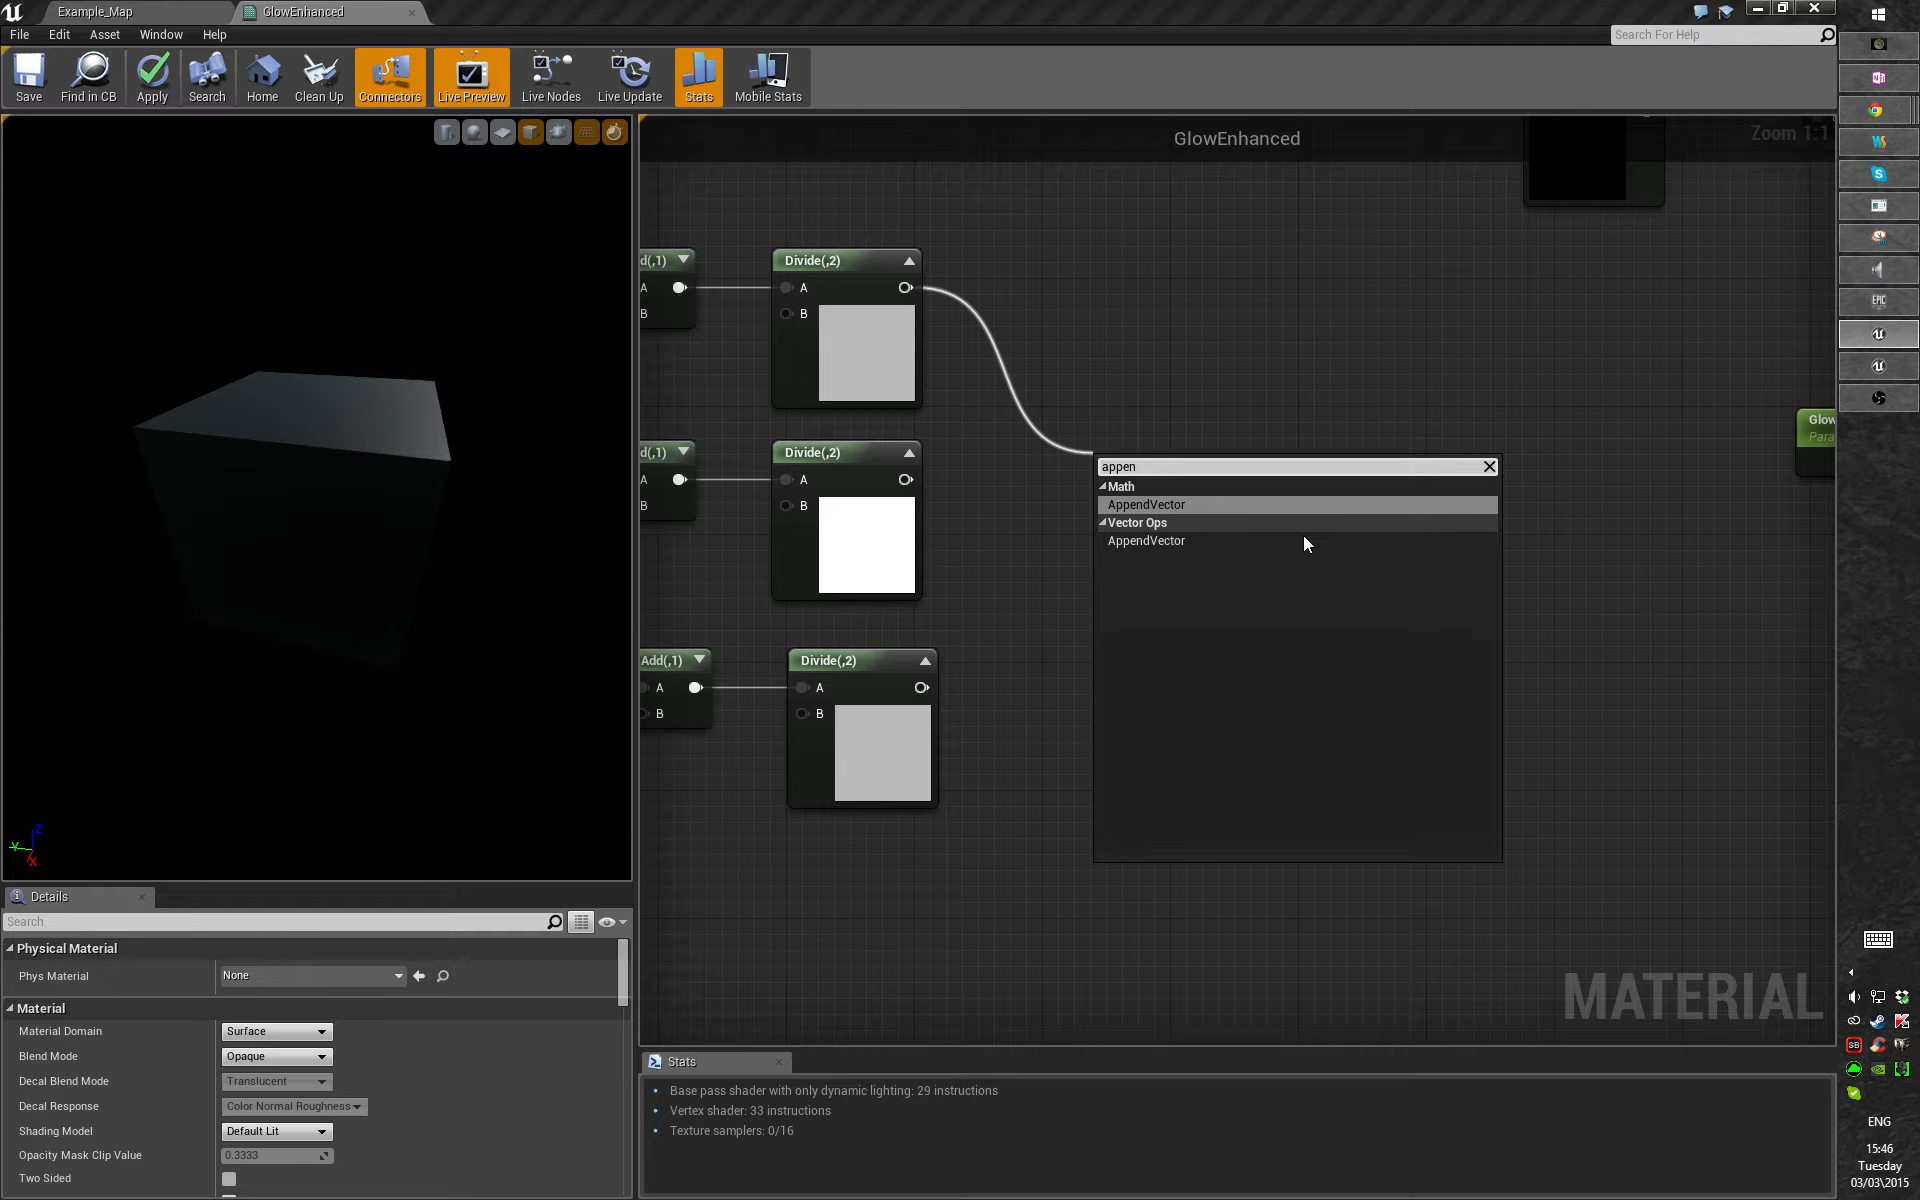 Example_Map
GlowEnhanced
File Edit Asset Window Help
Search For Help
Save
Find in CB
Apply
Search
Home
Clean Up
Connectors
Live Preview
Live Nodes
Live Update
Stats
Mobile Stats
GlowEnhanced
Zoom 1:1
d(,1)
A
B
Divide(,2)
A
B
d(,1)
A
B
Divide(,2)
A
B
Add(,1)
A
B
Divide(,2)
A
B
appen
Math
AppendVector
Vector Ops
AppendVector
Glow
Para
MATERIAL
Z
Y
X
Details
Search
Physical Material
Phys Material None
Material
Material Domain Surface
Blend Mode Opaque
Decal Blend Mode Translucent
Decal Response Color Normal Roughness
Shading Model Default Lit
Opacity Mask Clip Value 0.3333
Two Sided
Stats
Base pass shader with only dynamic lighting: 29 instructions
Vertex shader: 33 instructions
Texture samplers: 0/16
EPIC
SB
ENG
15:46
Tuesday
03/03\2015